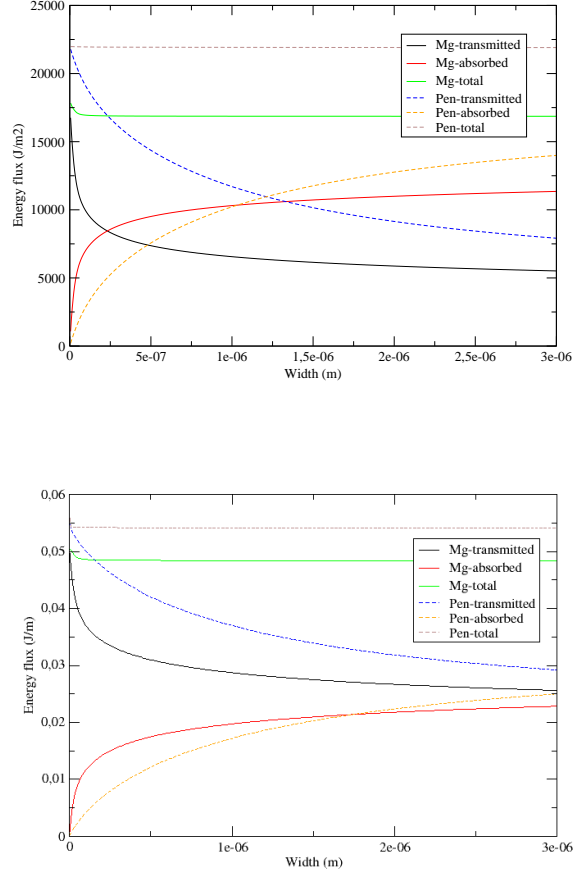 25000
20000
15000
10000
5000
0
Energy flux (J/m2)
Mg-transmitted
Mg-absorbed
Mg-total
Pen-transmitted
Pen-absorbed
Pen-total
0 5e-07 1e-06 1,5e-06 2e-06 2,5e-06 3e-06
Width (m)
0,06
0,05
0,04
0,03
0,02
0,01
0
Energy flux (J/m)
Mg-transmitted
Mg-absorbed
Mg-total
Pen-transmitted
Pen-absorbed
Pen-total
0 1e-06 2e-06 3e-06
Width (m)